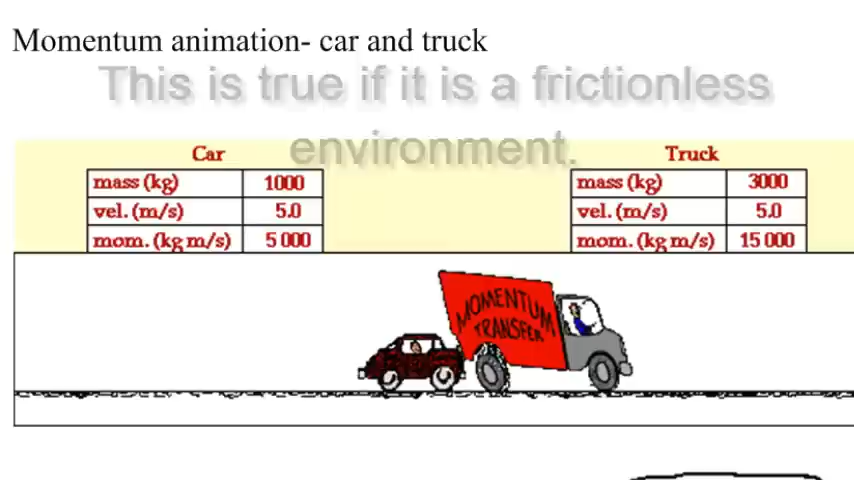 Momentum animation- car and truck
This is true if it is a frictionless
environment.
Car
mass (kg) 1000
vel. (m/s) 5.0
mom. (kg m/s) 5 000
Truck
mass (kg) 3000
vel. (m/s) 5.0
mom. (kg m/s) 15 000
MOMENTUM
TRANSFER